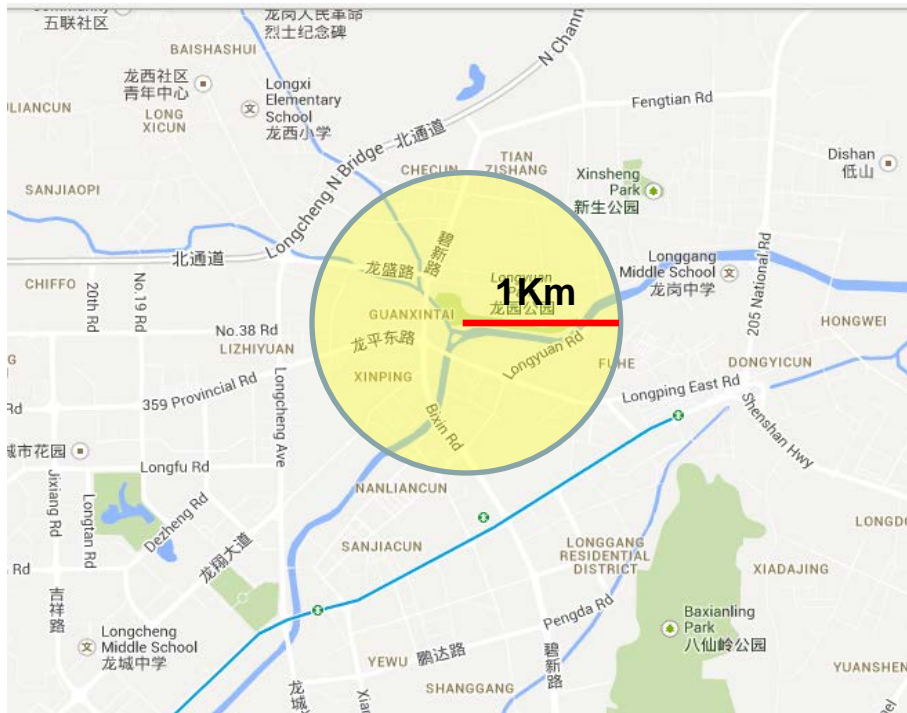 五联社区
龙岗人民革命
烈士纪念碑
BAISHASHUI
N Chann
龙西社区
青年中心
Longxi
Elementary
School
龙西小学
ULIANCUN
LONG
XICUN
Fengtian Rd
北通道
TIAN
ZISHANG
CHECUN
Dishan
低山
Xinsheng
Park
新生公园
SANJIAOPI
Longcheng N Bridge
碧新路
北通道
龙盛路
Longgang
Middle School
龙岗中学
205 National Rd
CHIFFO
20th Rd
No.19 Rd
Longyuan
1Km
龙园公园
GUANXINTAI
HONGWEI
No.38 Rd
LIZHIYUAN
龙平东路
Longyuan Rd
FUHE
DONGYICUN
XINPING
359 Provincial Rd
Longcheng Ave
Longping East Rd
Rd
Bixin Rd
Shenshan Hwy
城市花园
Longfu Rd
Jixiang Rd
Longtan Rd
Dezheng Rd
NANLIANCUN
LONGDO
龙翔大道
SANJIACUN
LONGGANG
RESIDENTIAL
DISTRICT
XIADAJING
Rd
吉祥路
Pengda Rd
Baxianling
Park
八仙岭公园
Longcheng
Middle School
龙城中学
YEWU
鹏达路
碧新路
YUANSHEN
SHANGGANG
龙城
Xia